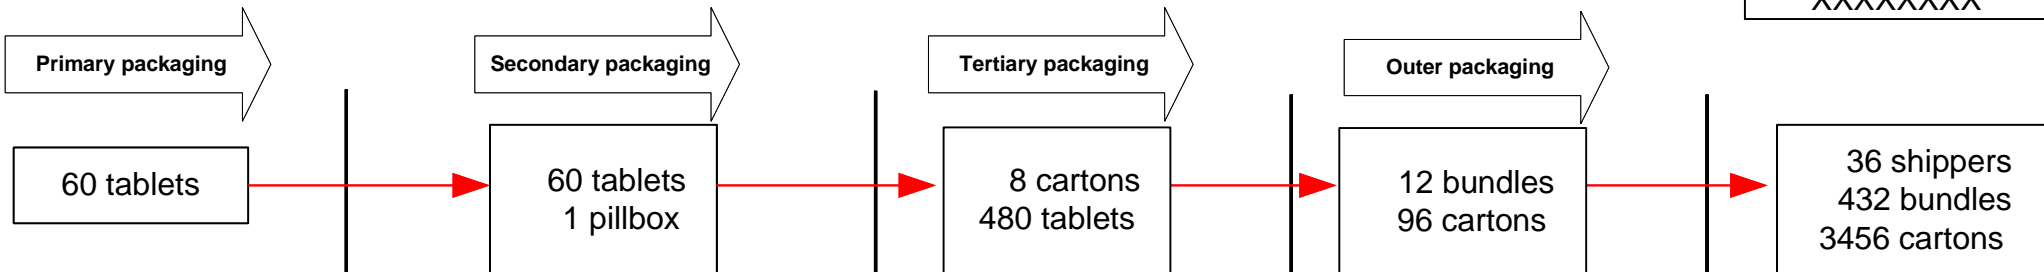 XXXXXXXX
Primary packaging
Secondary packaging
Tertiary packaging
Outer packaging
60 tablets
60 tablets
1 pillbox
8 cartons
480 tablets
12 bundles
96 cartons
36 shippers
432 bundles
3456 cartons